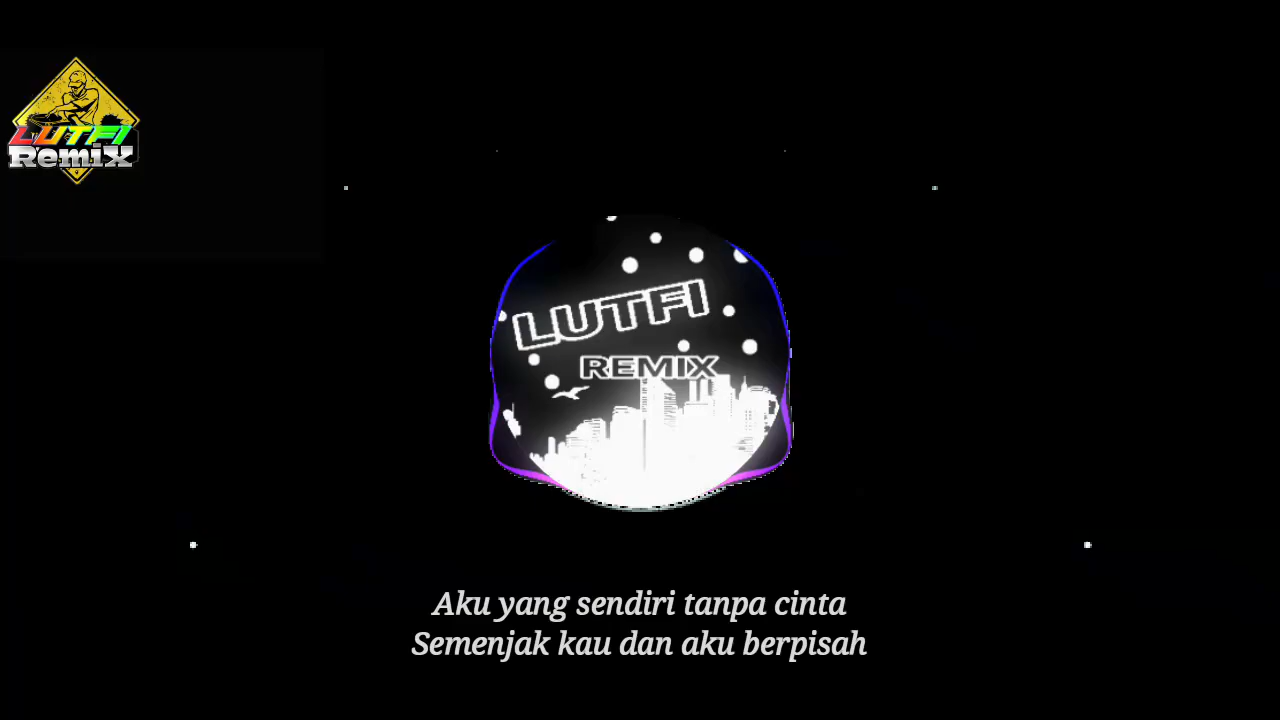 LUTFI
RemiX
LUTFI
REMIX
Aku yang sendiri tanpa cinta
Semenjak kau dan aku berpisah